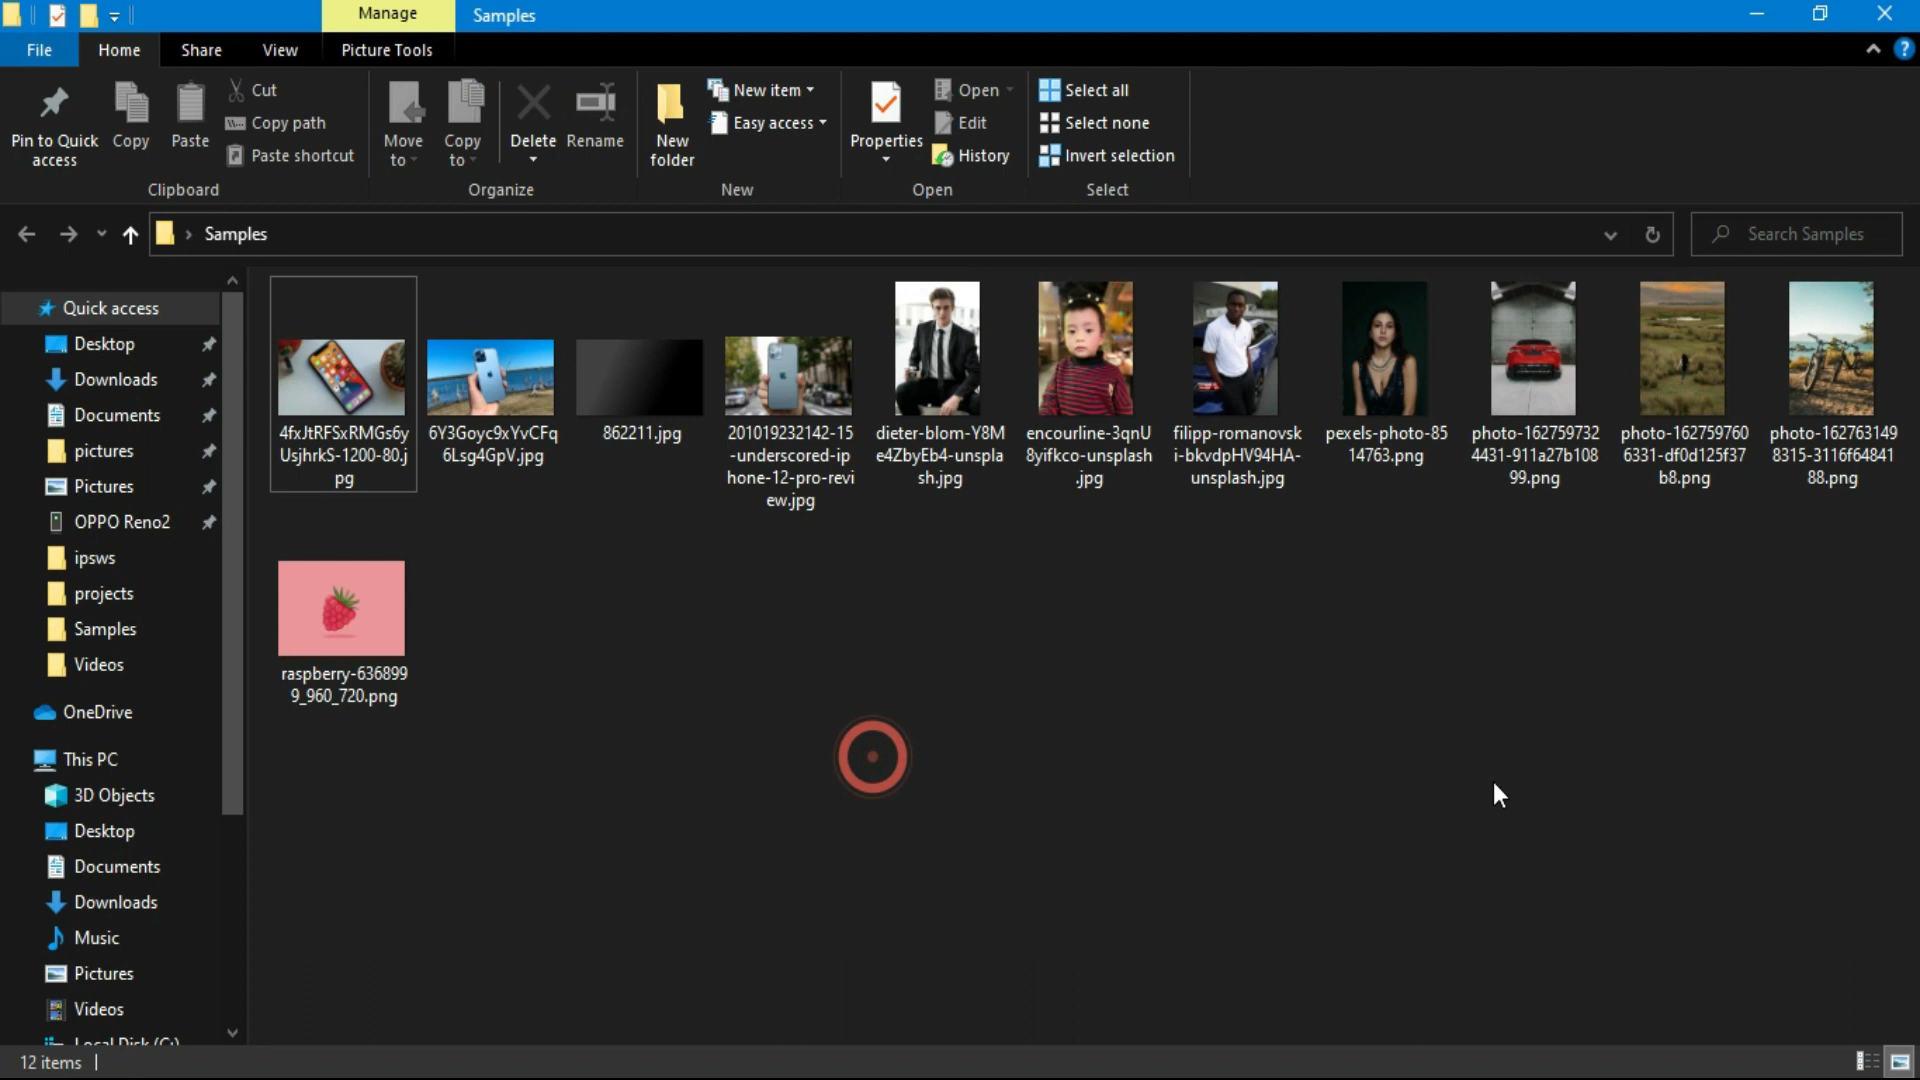 Manage
Samples
File
Home
Share
View
Picture Tools
Pin to Quick
access
Copy
Paste
Cut
Copy path
Paste shortcut
Clipboard
Move
to
Copy
to
Delete
Rename
Organize
New
folder
New item
Easy access
New
Properties
Open
Edit
History
Open
Select all
Select none
Invert selection
Select
Samples
Search Samples
Quick access
Desktop
Downloads
Documents
pictures
Pictures
OPPO Reno2
ipsws
projects
Samples
Videos
OneDrive
This PC
3D Objects
Desktop
Documents
Downloads
Music
Pictures
Videos
Local Disk (C:)
4fxJtRFSxRMGs6y
UsjhrkS-1200-80.j
pg
6Y3Goyc9xYvCFq
6Lsg4GpV.jpg
862211.jpg
201019232142-15
-underscored-ip
hone-12-pro-revi
ew.jpg
dieter-blom-Y8M
e4ZbyEb4-unspla
sh.jpg
encourline-3qnU
8yifkco-unsplash
.jpg
filipp-romanovsk
i-bkvdpHV94HA-
unsplash.jpg
pexels-photo-85
14763.png
photo-162759732
4431-911a27b108
99.png
photo-162759760
6331-df0d125f37
b8.png
photo-162763149
8315-3116f64841
88.png
raspberry-636899
9_960_720.png
12 items